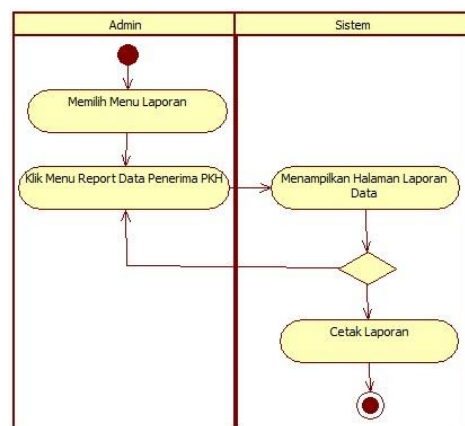 Admin
Sistem
Memilih Menu Laporan
Klik Menu Report Data Penerima PKH
Menampilkan Halaman Laporan
Data
Cetak Laporan